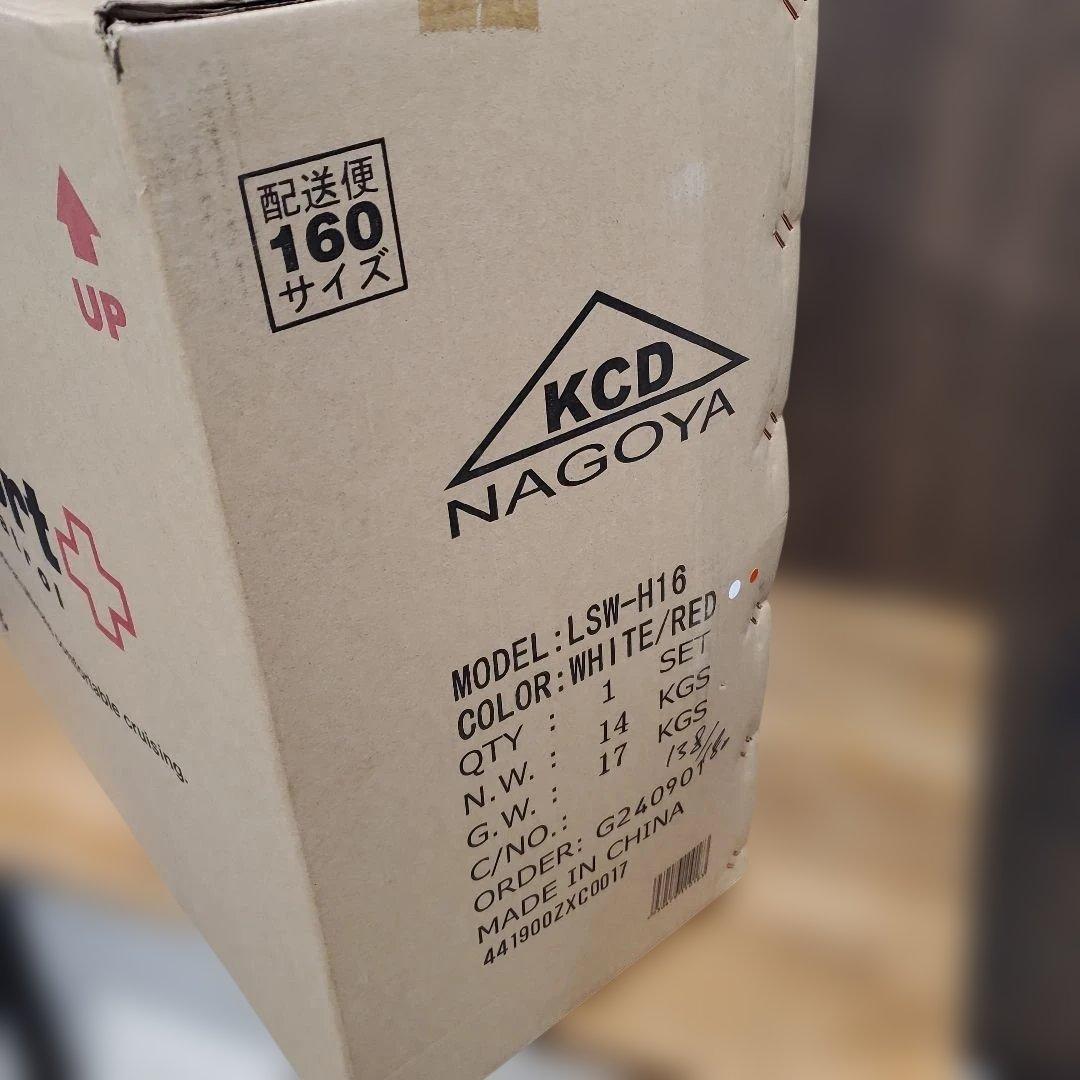 配送便
160
サイズ
UP
KCD
NAGOYA
MODEL:LSW-H16
COLOR:WHITE/RED
QTY : 1 SET
N.W. : 14 KGS
G.W. : 17 KGS
C/NO.:
ORDER: G24090T
MADE IN CHINA
441900ZXC0017
cruising.